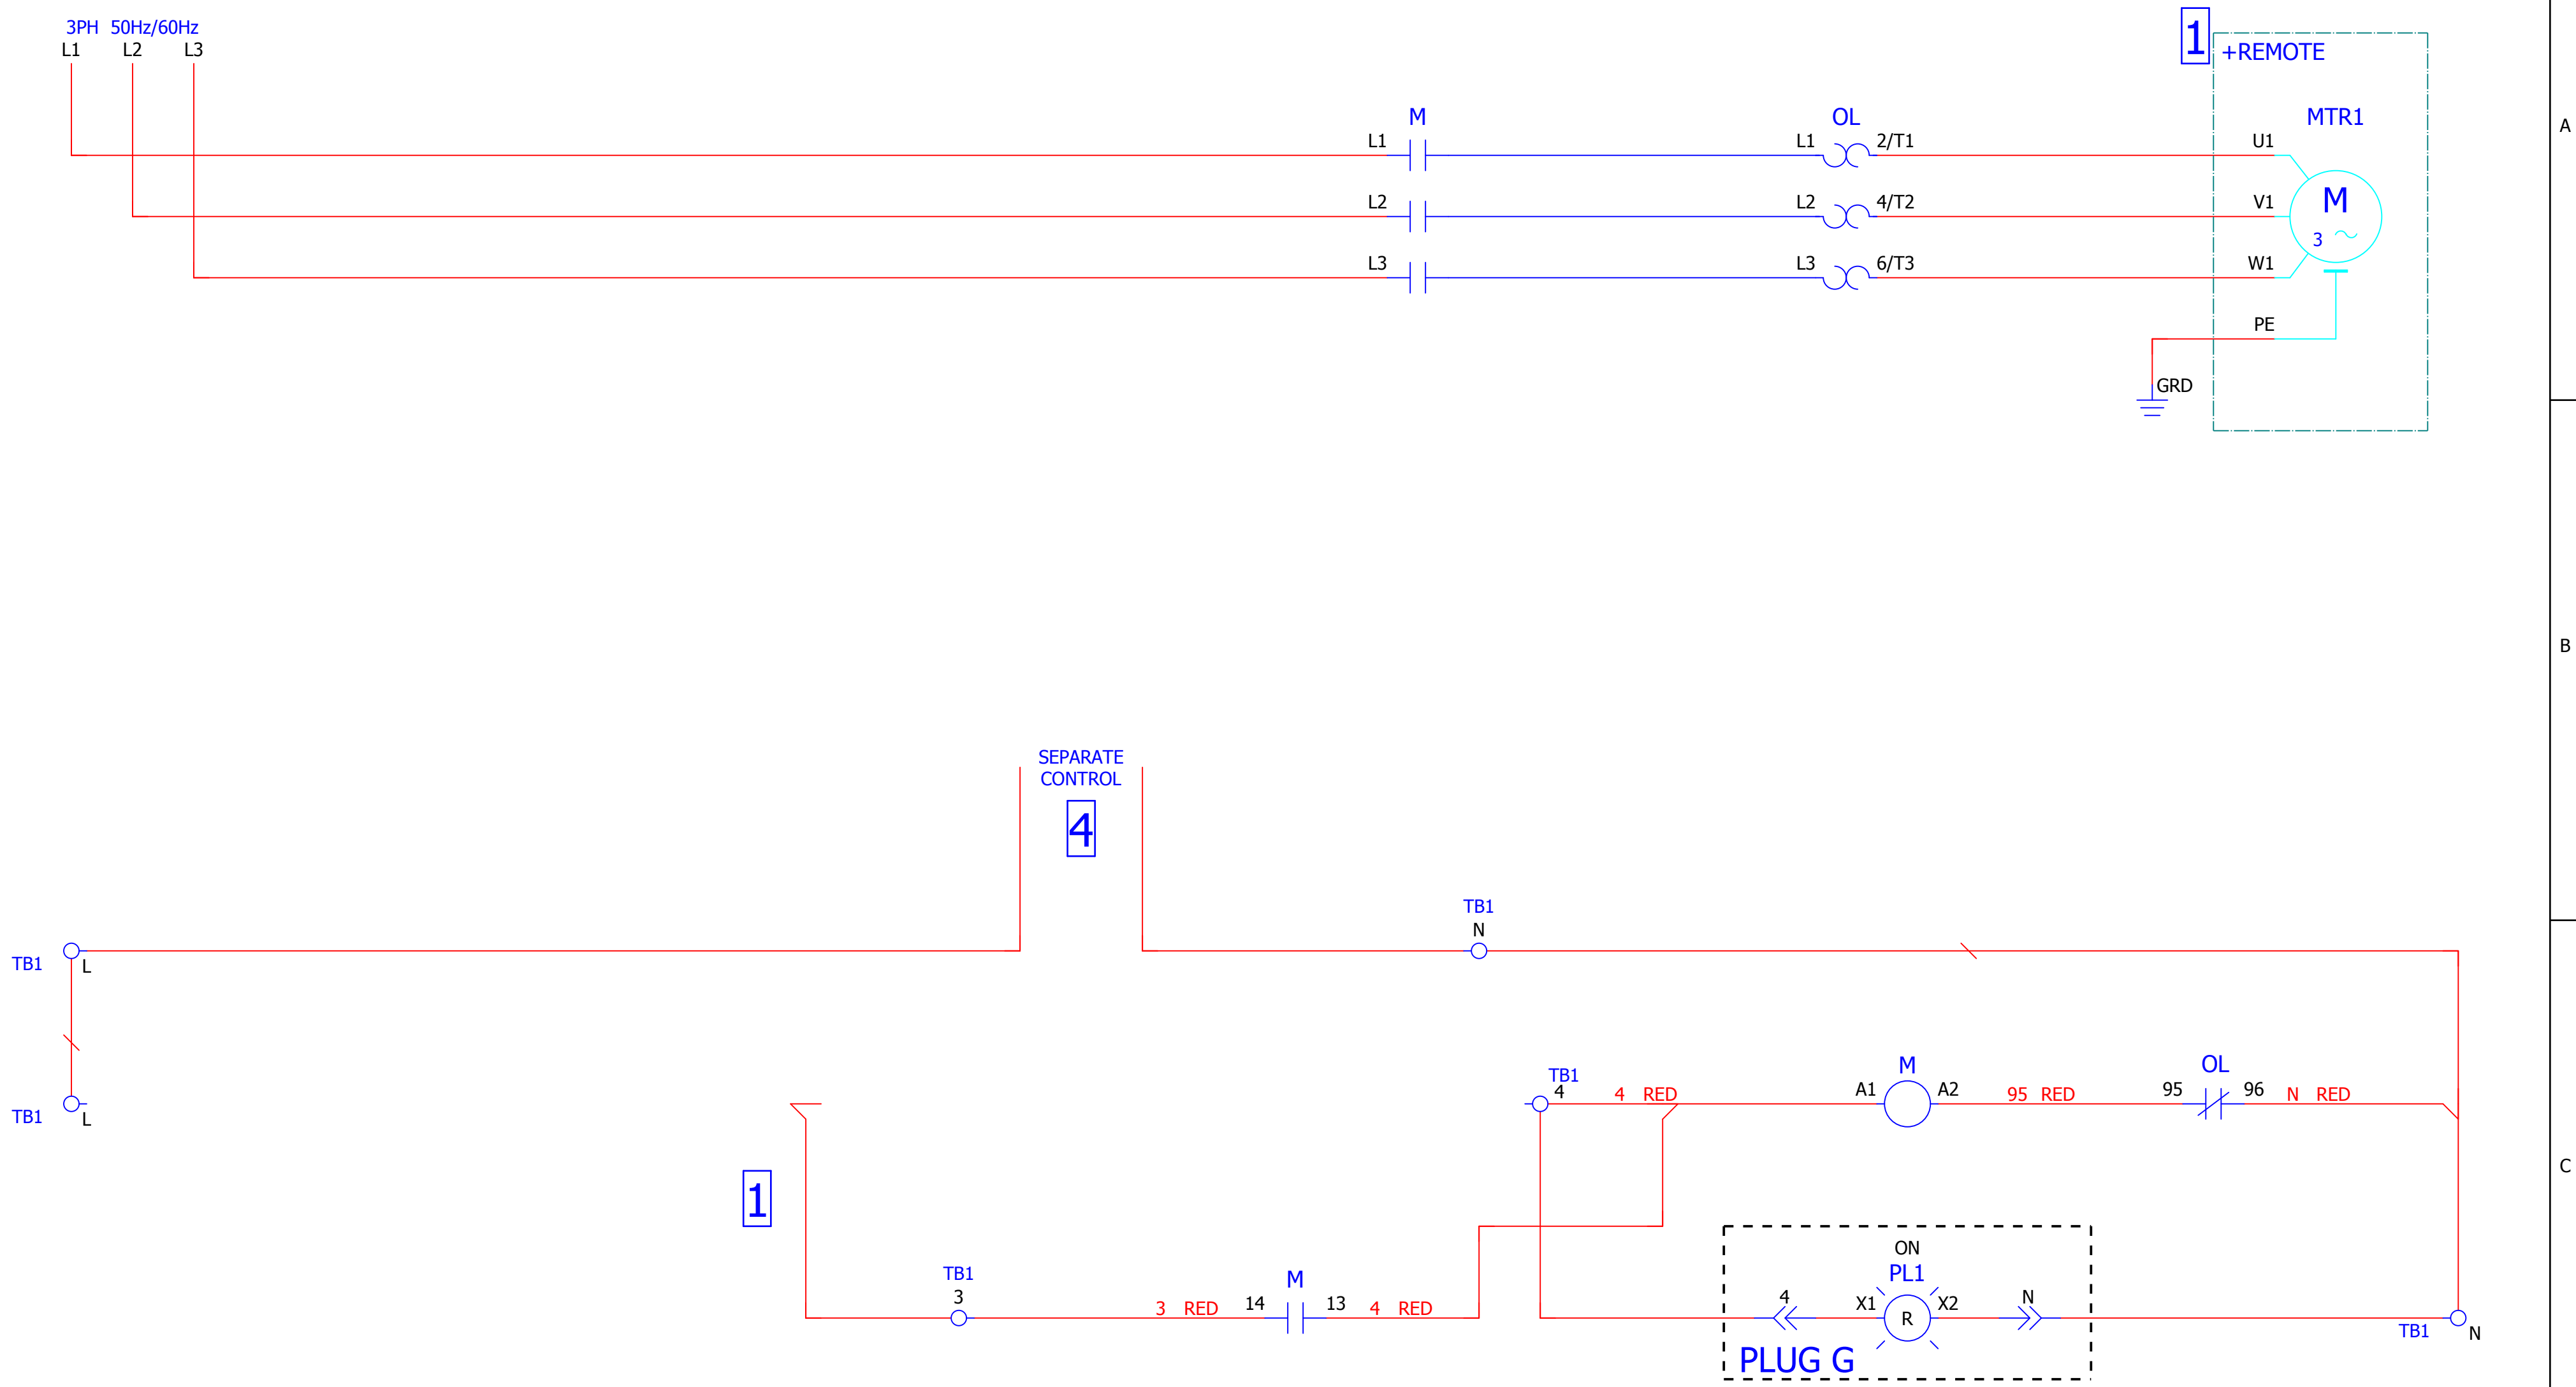 3PH 50Hz/60Hz
L1 L2 L3
1
+REMOTE
M
OL
MTR1
A
L1
L1 2/T1
U1
L2
L2 4/T2
V1
M
3
L3
L3 6/T3
W1
PE
GRD
B
SEPARATE
CONTROL
4
TB1
N
TB1 L
TB1
4
4 RED
M
A1 A2
95 RED
OL
95 96
N RED
TB1 L
1
C
TB1
3
3 RED
M
14 13
4 RED
ON
PL1
4
X1 R X2
N
PLUG G
TB1 N